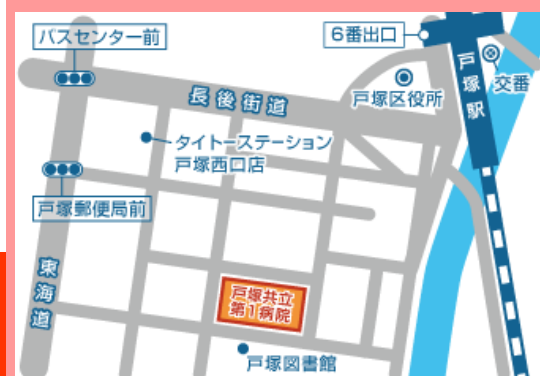 バスセンター前
6番出口
交番
戸塚駅
戸塚区役所
長後街道
タイトーステーション
戸塚西口店
戸塚郵便局前
東海道
戸塚共立
第1病院
戸塚図書館